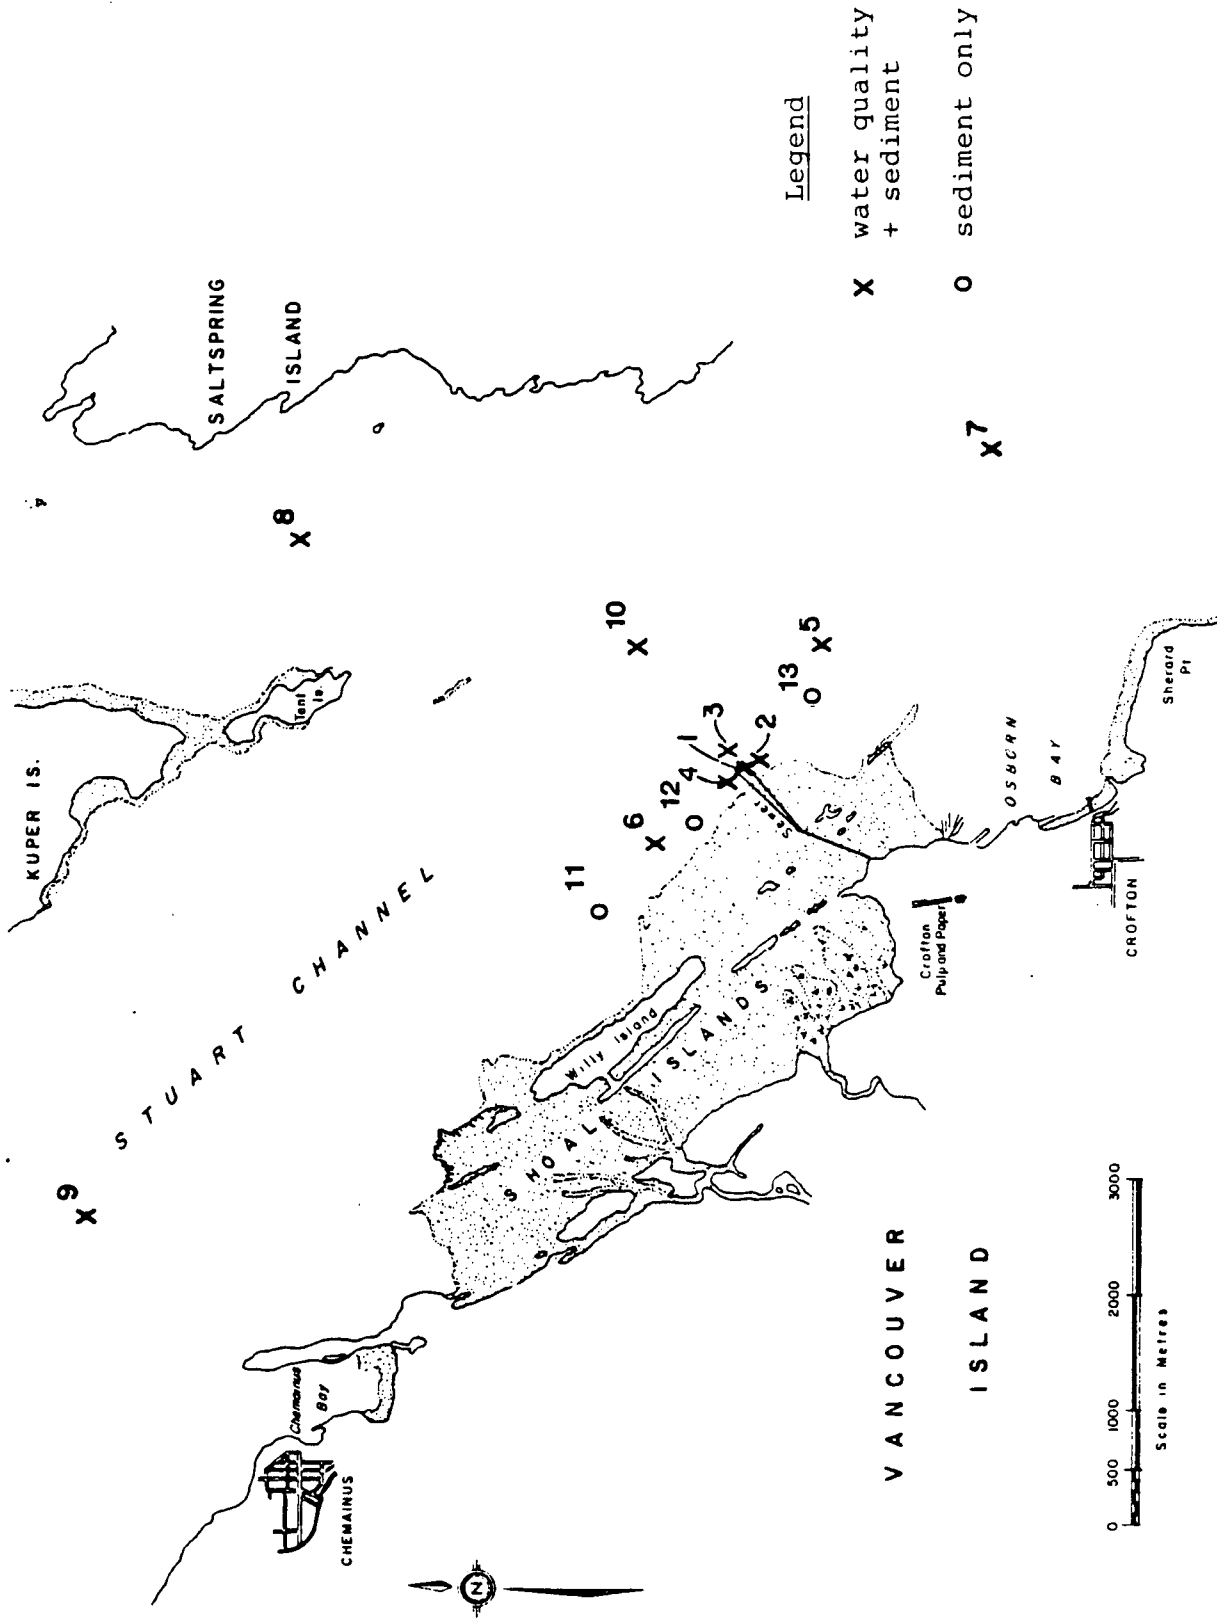 KUPER IS.
Tent
Is.
SALTSPRING
ISLAND
STUART CHANNEL
9
8
10
11
6
12
4
1
3
2
13
5
7
Sewer
CHEMAINUS
Chemainus
Bay
SHOAL ISLANDS
Willy Island
Crofton
Pulp and Paper
CROFTON
OSBORN
BAY
Sherard
Pt
VANCOUVER
ISLAND
N
0 500 1000 2000 3000
Scale in Metres
Legend
X water quality
+ sediment
O sediment only